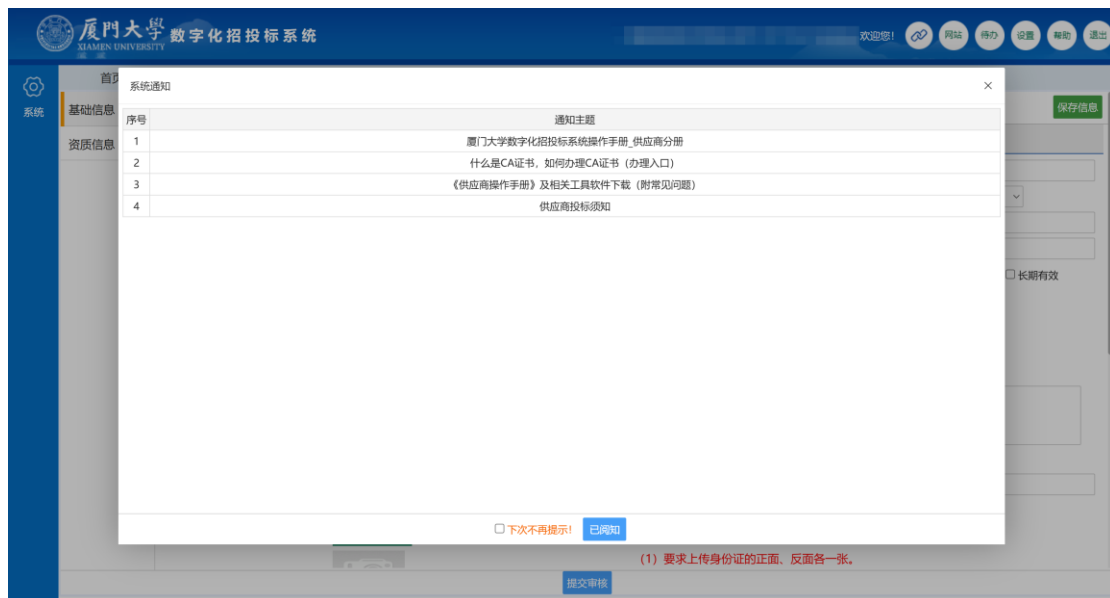 厦門大学 数字化招投标系统
XIAMEN UNIVERSITY
欢迎您! 网站 待办 设置 帮助 退出
系统
首页
基础信息
资质信息
保存信息
系统通知 ×
序号 通知主题
1 厦门大学数字化招投标系统操作手册_供应商分册
2 什么是CA证书，如何办理CA证书（办理入口）
3 《供应商操作手册》及相关工具软件下载（附常见问题）
4 供应商投标须知
长期有效
下次不再提示! 已阅知
（1）要求上传身份证的正面、反面各一张。
提交审核